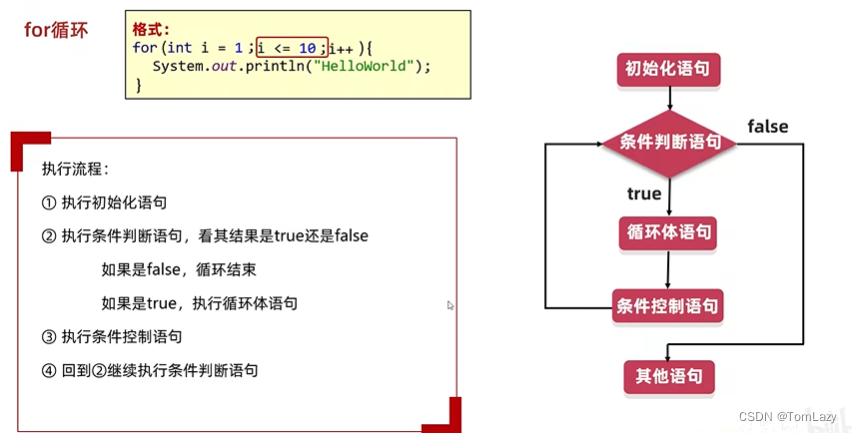 for循环
格式:
for(int i = 1;i <= 10;i++){
System.out.println("HelloWorld");
}
执行流程:
① 执行初始化语句
② 执行条件判断语句，看其结果是true还是false
如果是false，循环结束
如果是true，执行循环体语句
③ 执行条件控制语句
④ 回到②继续执行条件判断语句
初始化语句
条件判断语句
false
true
循环体语句
条件控制语句
其他语句
CSDN @TomLazy